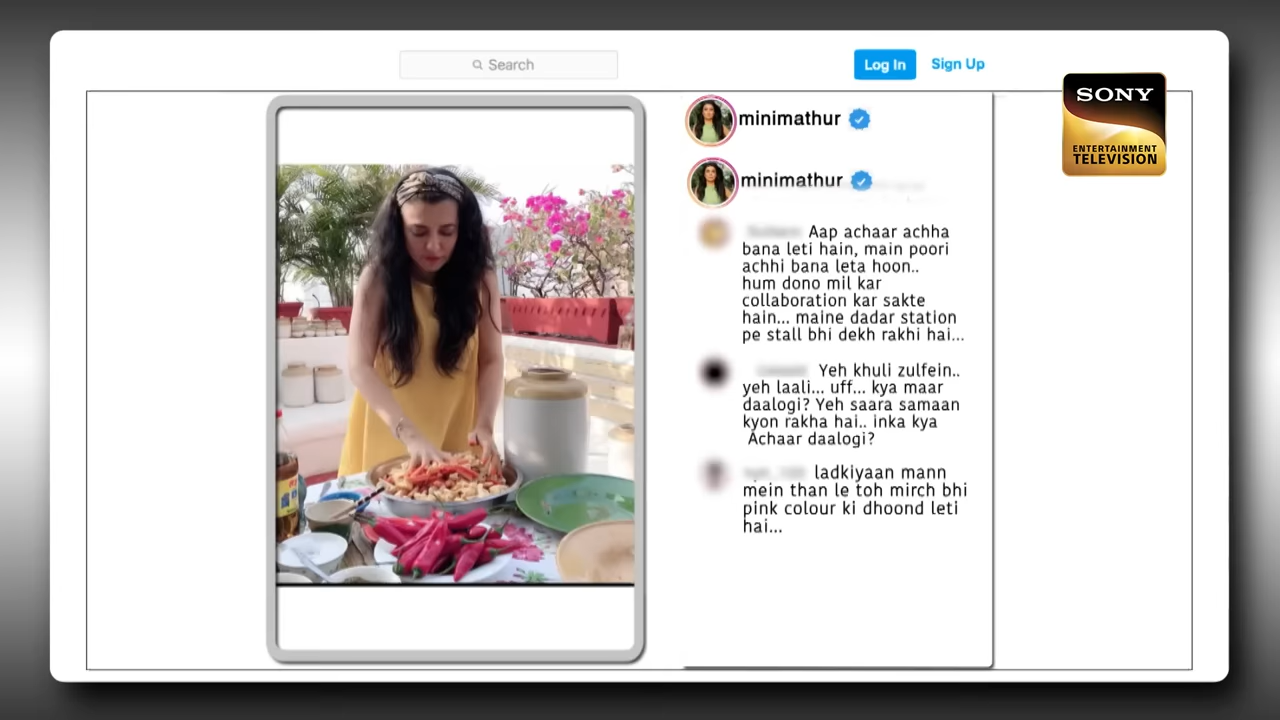 Search
Log In
Sign Up
SONY
ENTERTAINMENT
TELEVISION
minimathur
minimathur
Aap achaar achha
bana leti hain, main poori
achhi bana leta hoon..
hum dono mil kar
collaboration kar sakte
hain... maine dadar station
pe stall bhi dekh rakhi hai...
Yeh khuli zulfein..
yeh laali... uff... kya maar
daalogi? Yeh saara samaan
kyon rakha hai.. inka kya
Achaar daalogi?
ladkiyaan mann
mein than le toh mirch bhi
pink colour ki dhoond leti
hai...